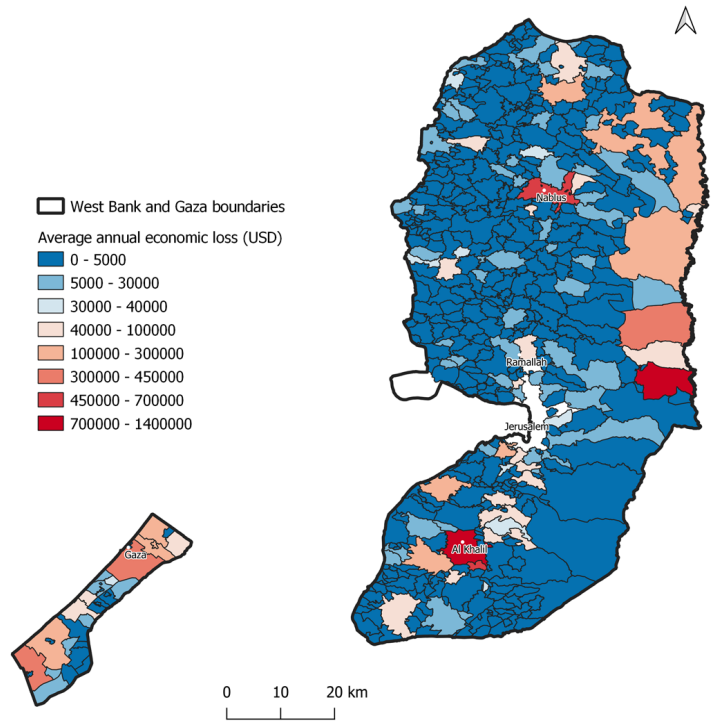 Nablus
West Bank and Gaza boundaries
Average annual economic loss (USD)
0 - 5000
5000 - 30000
30000 - 40000
40000 - 100000
100000 - 300000
300000 - 450000
450000 - 700000
700000 - 1400000
Ramallah
Jerusalem
Al Khalil
Gaza
0 10 20 km